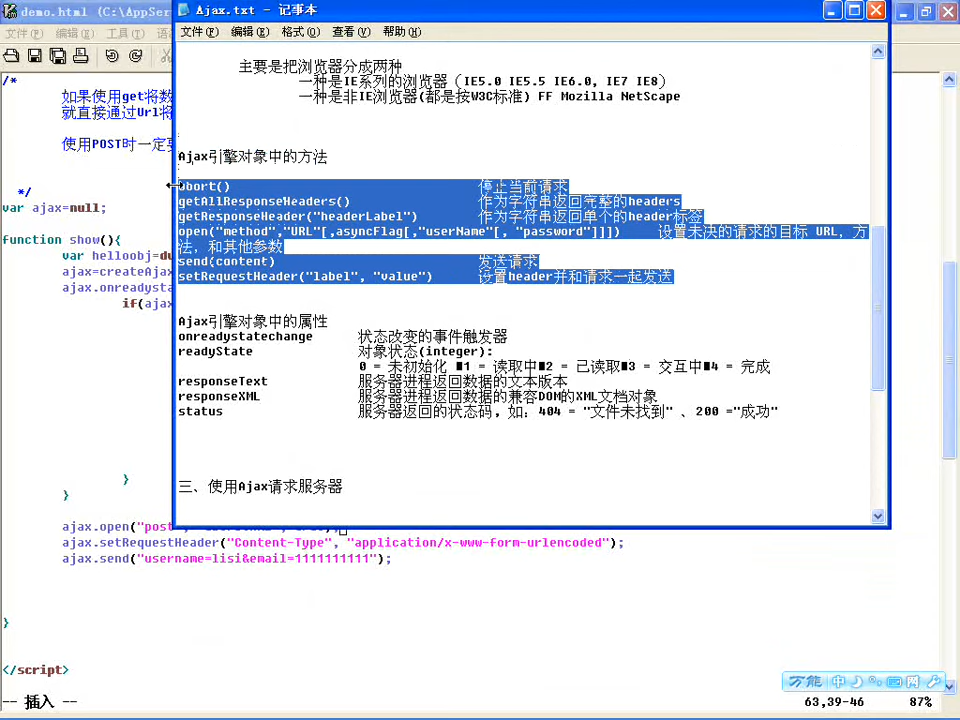 demo.html (C:\AppSer
Ajax.txt - 记事本
文件(F) 编辑(E) 工具(T)
文件(F) 编辑(E) 格式(O) 查看(V) 帮助(H)
主要是把浏览器分成两种
一种是IE系列的浏览器（IE5.0 IE5.5 IE6.0, IE7 IE8）
一种是非IE浏览器(都是按W3C标准) FF Mozilla NetScape
Ajax引擎对象中的方法
abort() 停止当前请求
getAllResponseHeaders() 作为字符串返回完整的headers
getResponseHeader("headerLabel") 作为字符串返回单个的header标签
open("method","URL"[,asyncFlag[,"userName"[, "password"]]]) 设置未决的请求的目标 URL，方
法，和其他参数
send(content) 发送请求
setRequestHeader("label", "value") 设置header并和请求一起发送
Ajax引擎对象中的属性
onreadystatechange 状态改变的事件触发器
readyState 对象状态(integer):
0 = 未初始化 ■1 = 读取中■2 = 已读取■3 = 交互中■4 = 完成
responseText 服务器进程返回数据的文本版本
responseXML 服务器进程返回数据的兼容DOM的XML文档对象
status 服务器返回的状态码，如：404 = "文件未找到" 、200 ="成功"
三、使用Ajax请求服务器
/*
如果使用get将数
就直接通过Url将
使用POST时一定
*/
var ajax=null;
function show(){
var helloobj=du
ajax=createAjax
ajax.onreadysta
if(ajax
}
}
ajax.open("post
ajax.setRequestHeader("Content-Type", "application/x-www-form-urlencoded");
ajax.send("username=lisi&email=1111111111");
}
</script>
-- 插入 --
万能 中
63,39-46 87%